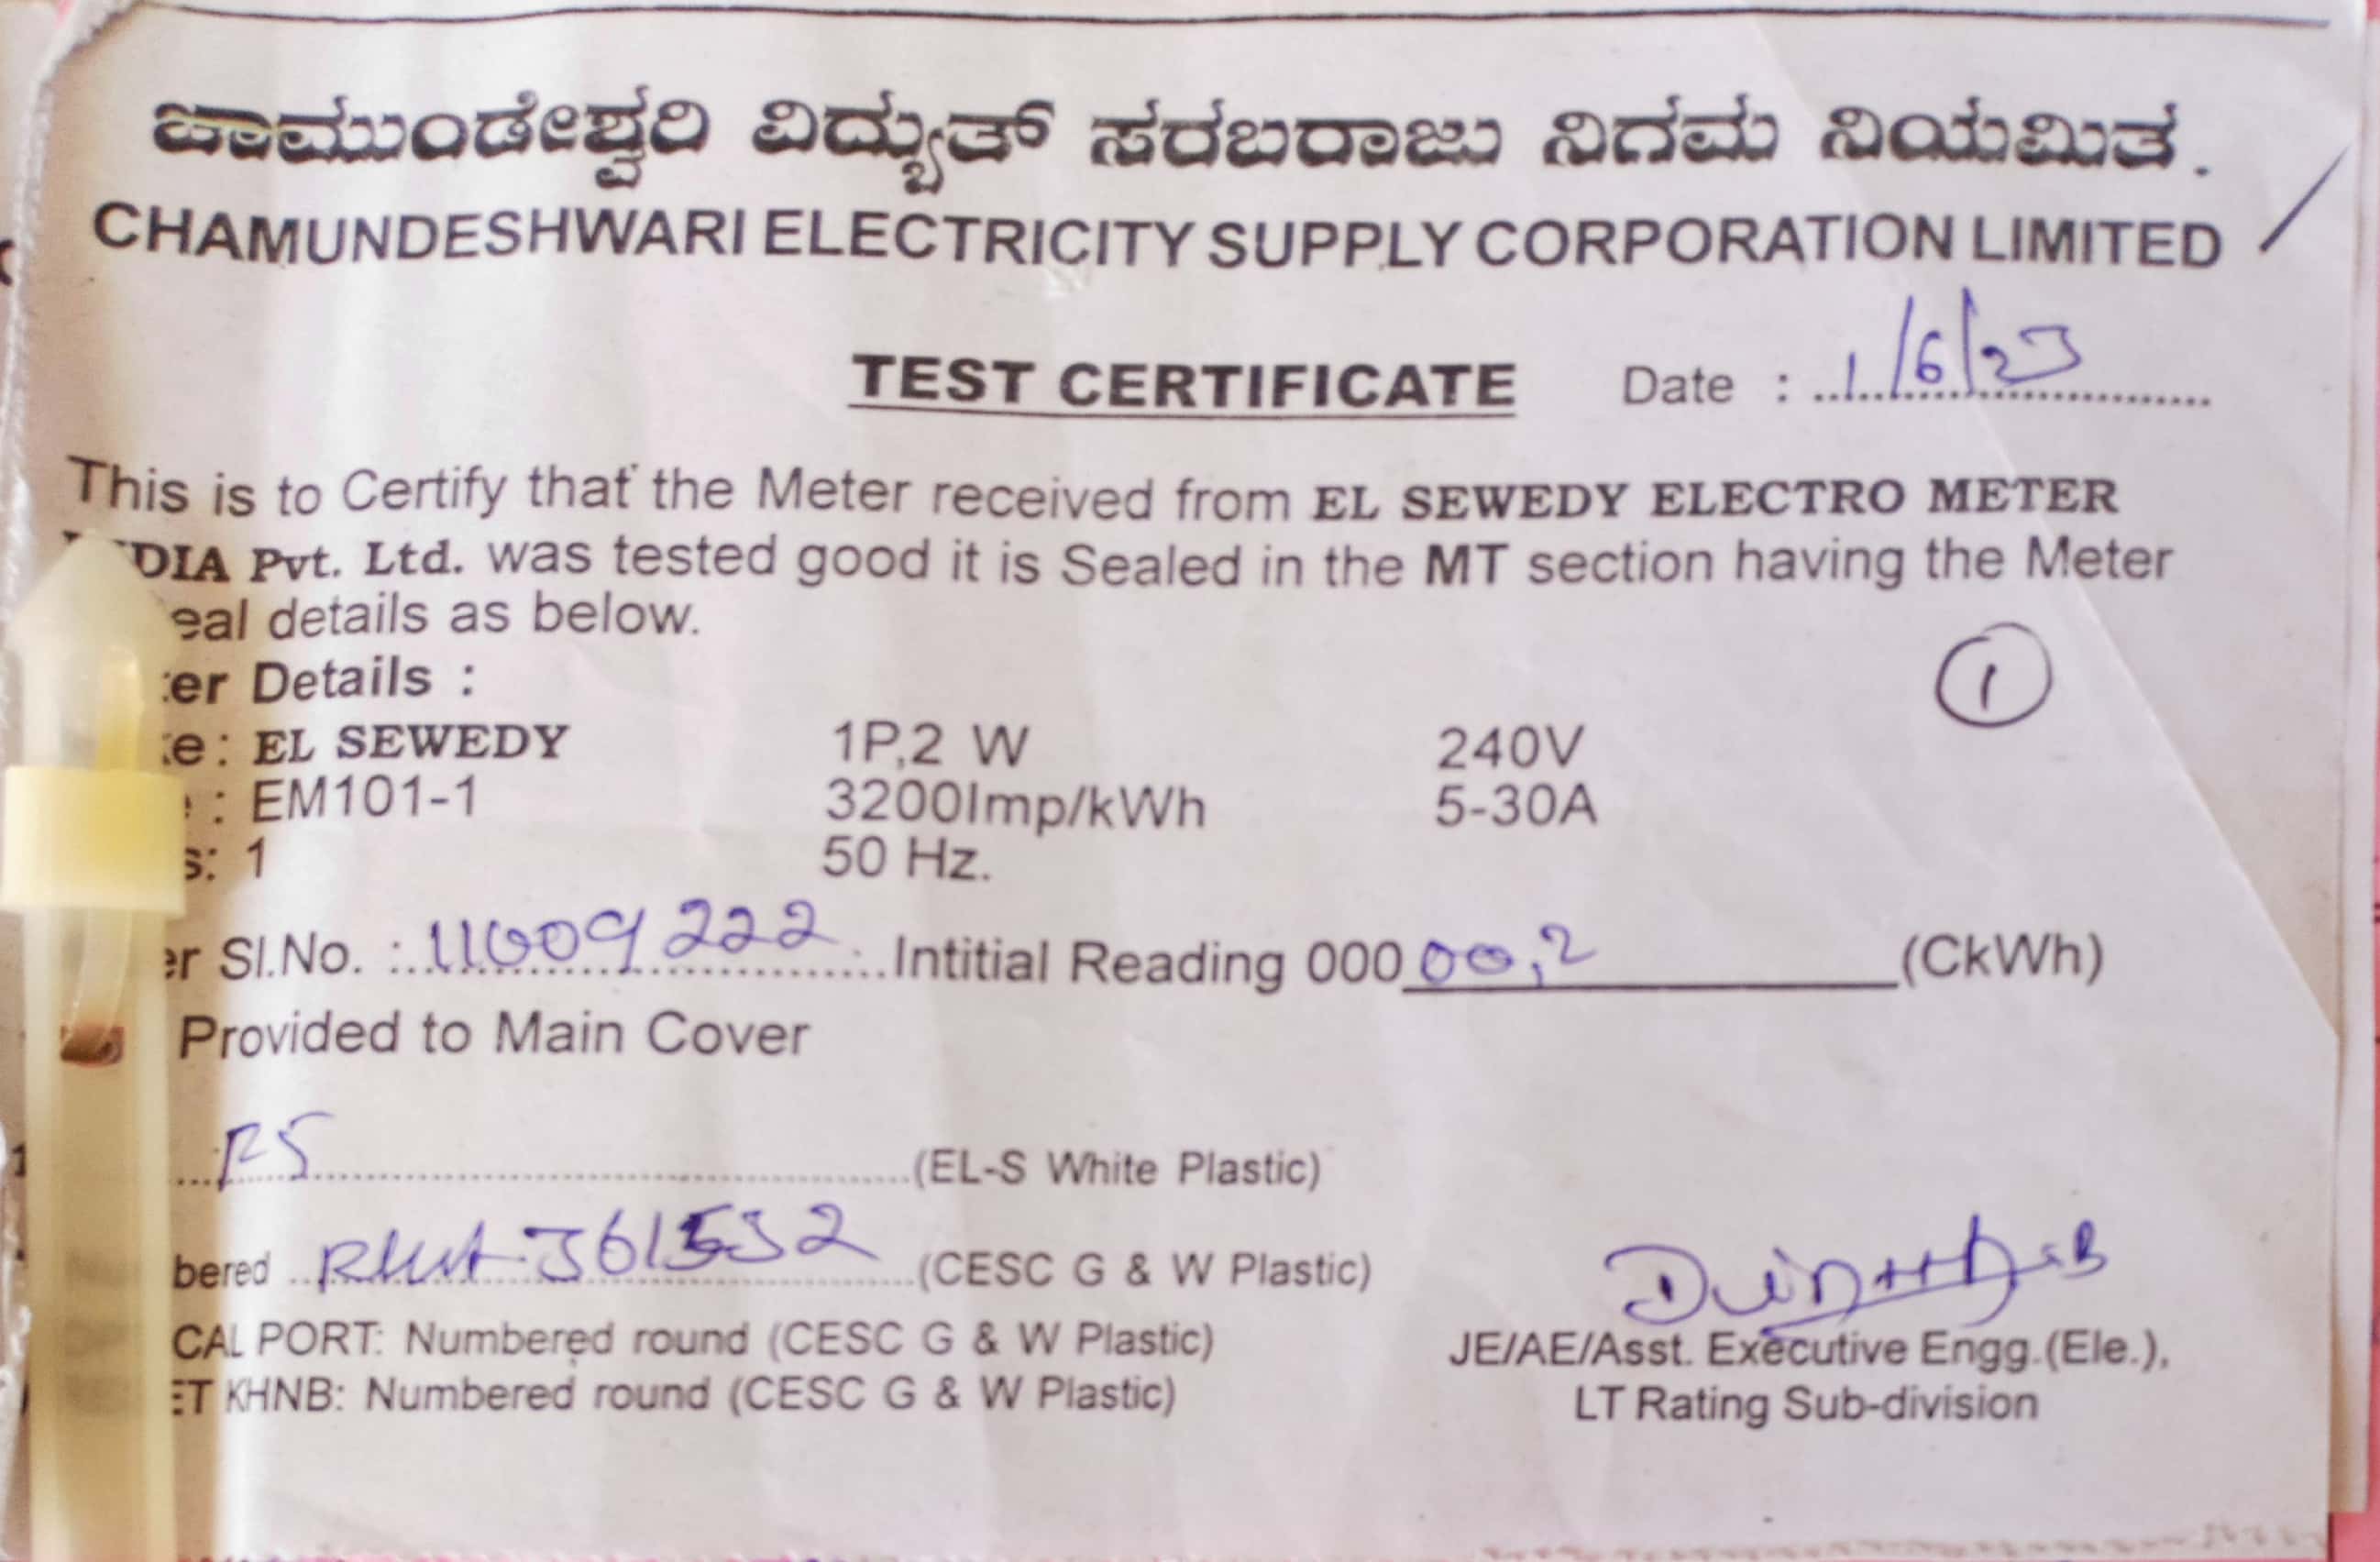 ಚಾಮುಂಡೇಶ್ವರಿ ವಿದ್ಯುತ್ ಸರಬರಾಜು ನಿಗಮ ನಿಯಮಿತ.
CHAMUNDESHWARI ELECTRICITY SUPPLY CORPORATION LIMITED
TEST CERTIFICATE Date : 1/6/23
This is to Certify that the Meter received from EL SEWEDY ELECTRO METER
DIA Pvt. Ltd. was tested good it is Sealed in the MT section having the Meter
eal details as below.
1
er Details :
e: EL SEWEDY 1P,2 W 240V
: EM101-1 3200Imp/kWh 5-30A
s: 1 50 Hz.
er Sl.No. : 11009222 Intitial Reading 000 00,2 (CkWh)
Provided to Main Cover
(EL-S White Plastic)
bered (CESC G & W Plastic)
CAL PORT: Numbered round (CESC G & W Plastic)
ET KHNB: Numbered round (CESC G & W Plastic)
JE/AE/Asst. Executive Engg.(Ele.),
LT Rating Sub-division